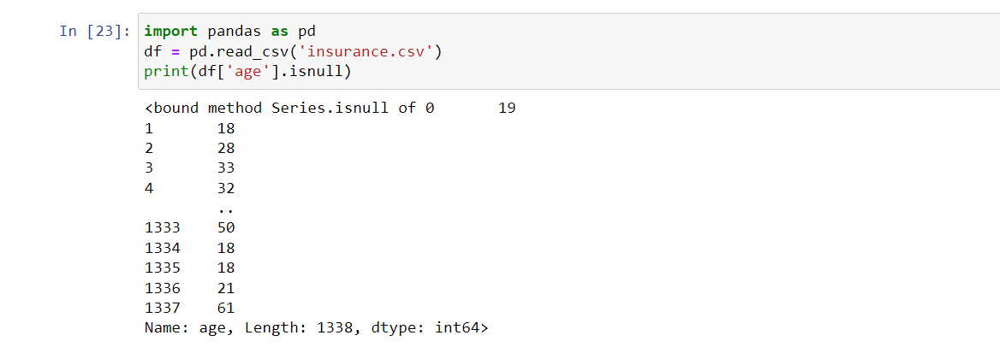 In [23]: import pandas as pd
df = pd.read_csv('insurance.csv')
print(df['age'].isnull)
<bound method Series.isnull of 0       19
1       18
2       28
3       33
4       32
        ..
1333    50
1334    18
1335    18
1336    21
1337    61
Name: age, Length: 1338, dtype: int64>